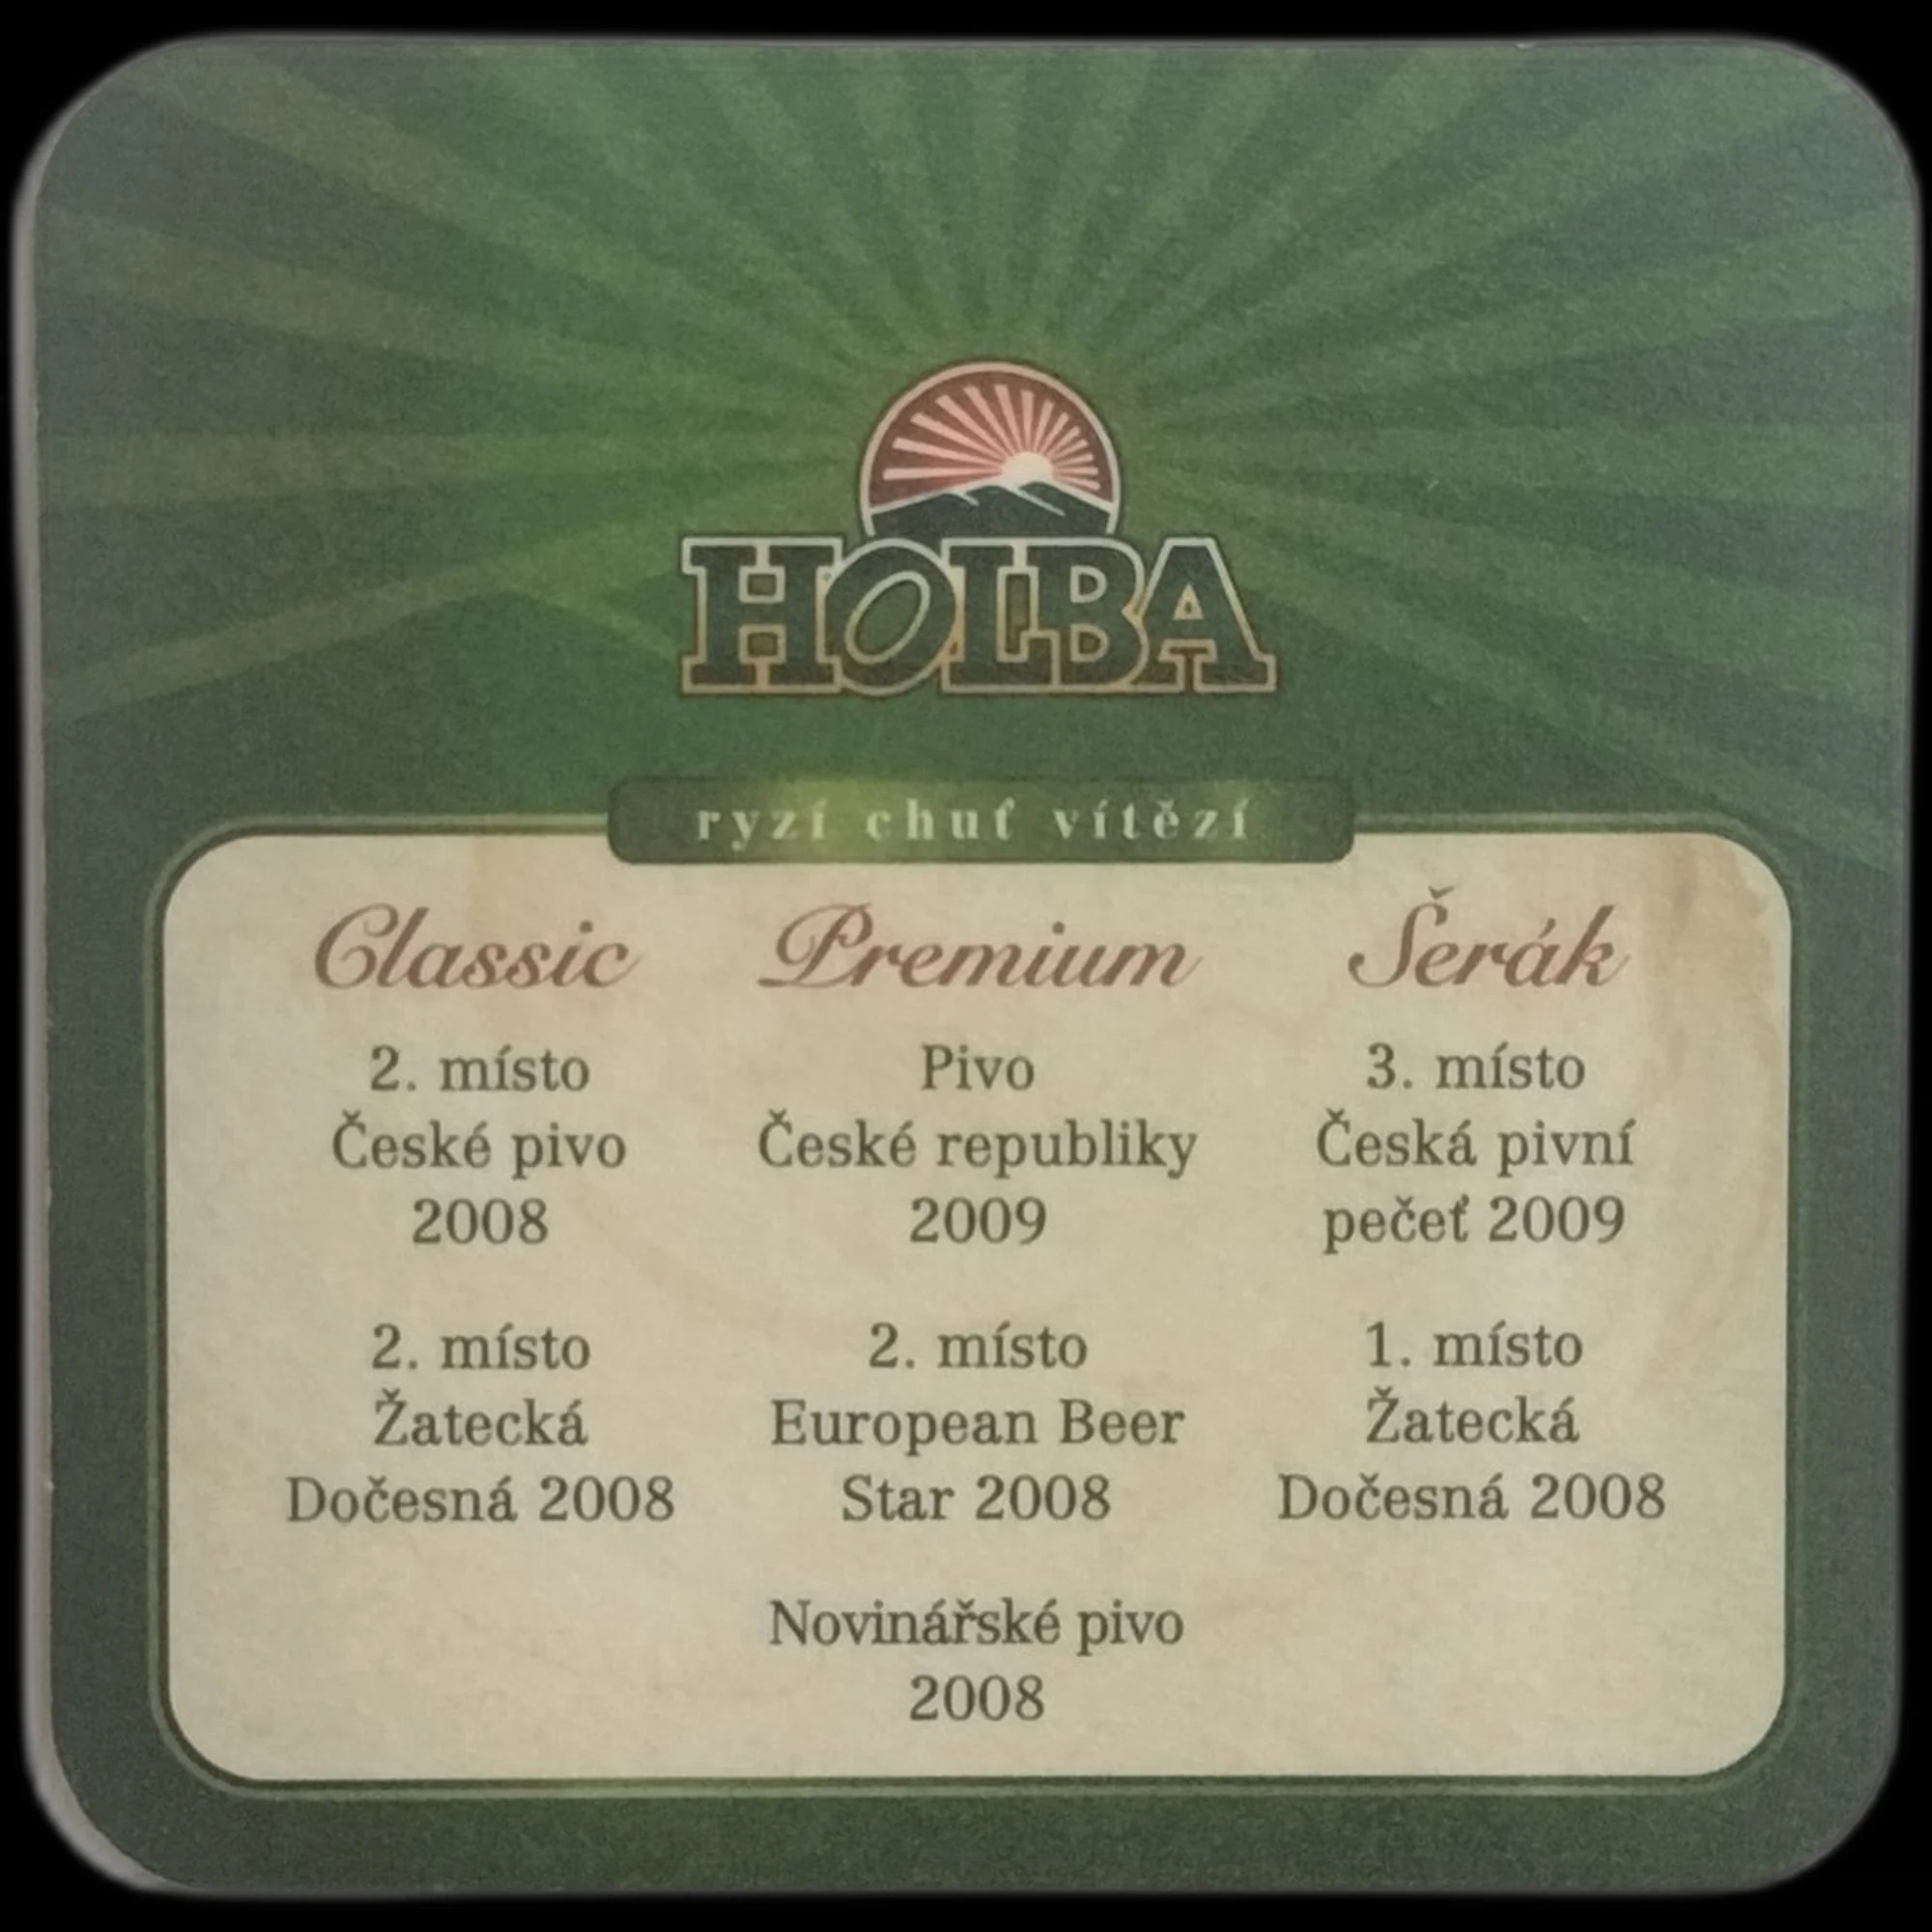 HOLBA
ryzí chuť vítězí
Classic
2. místo
České pivo
2008
2. místo
Žatecká
Dočesná 2008
Premium
Pivo
České republiky
2009
2. místo
European Beer
Star 2008
Novinářské pivo
2008
Šerák
3. místo
Česká pivní
pečeť 2009
1. místo
Žatecká
Dočesná 2008